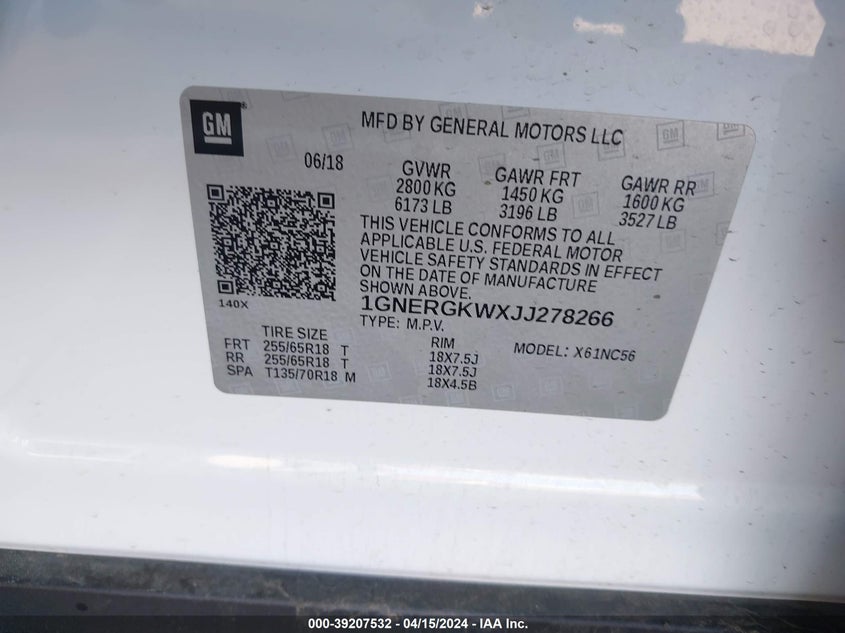 GM
MFD BY GENERAL MOTORS LLC
06/18
GVWR
2800 KG
6173 LB
GAWR FRT
1450 KG
3196 LB
GAWR RR
1600 KG
3527 LB
THIS VEHICLE CONFORMS TO ALL
APPLICABLE U.S. FEDERAL MOTOR
VEHICLE SAFETY STANDARDS IN EFFECT
ON THE DATE OF MANUFACTURE
SHOWN ABOVE.
140X
1GNERGKWXJJ278266
TYPE: M.P.V.
MODEL: X61NC56
TIRE SIZE RIM
FRT 255/65R18 T 18X7.5J
RR 255/65R18 T 18X7.5J
SPA T135/70R18 M 18X4.5B
000-39207532 - 04/15/2024 - IAA Inc.